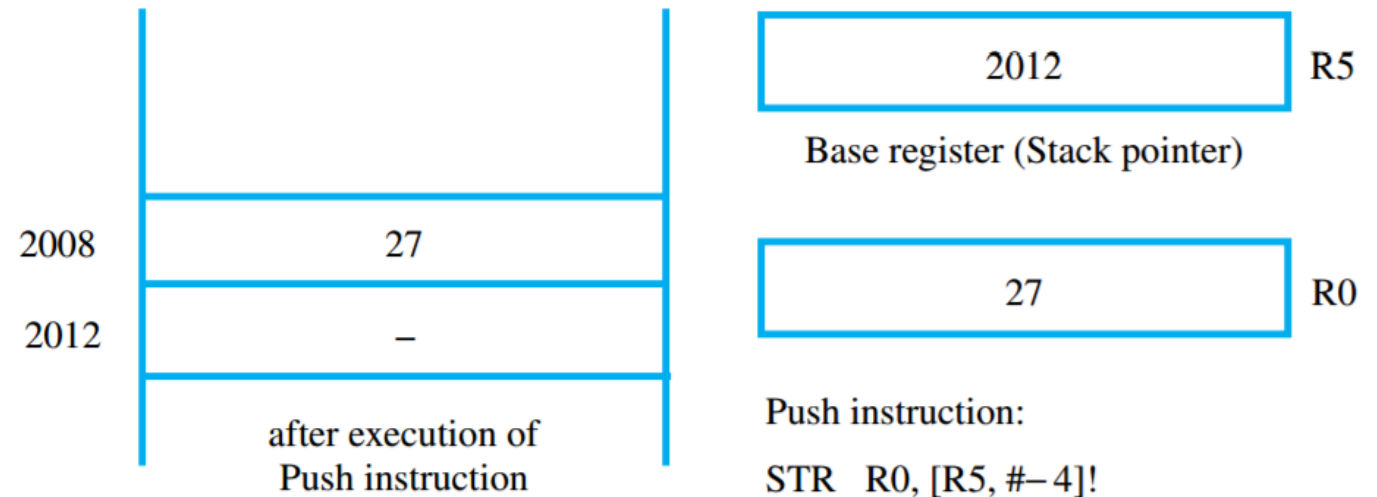 2012 R5
Base register (Stack pointer)
2008 27
27 R0
2012 –
after execution of
Push instruction
Push instruction:
STR R0, [R5, #–4]!